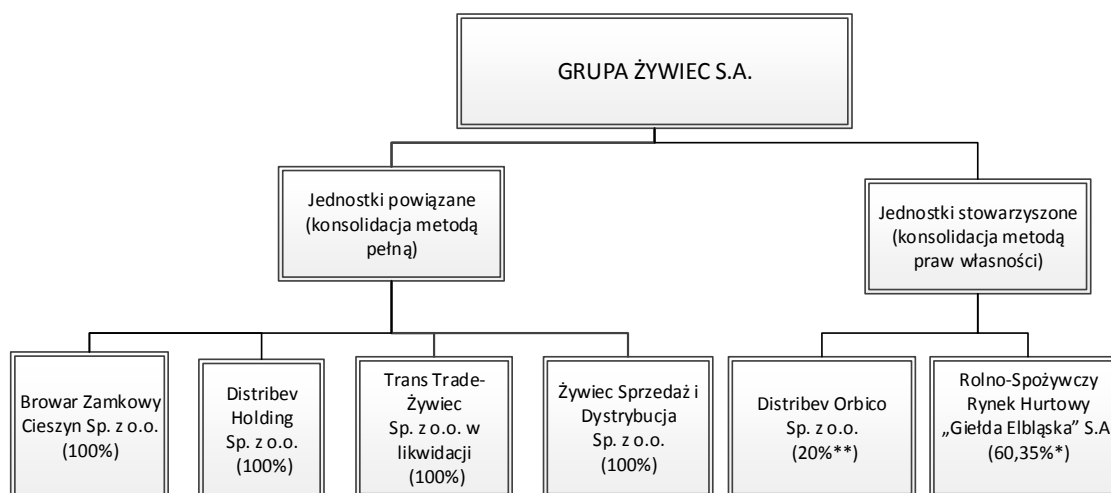 GRUPA ŻYWIEC S.A.
Jednostki powiązane
(konsolidacja metodą
pełną)
Jednostki stowarzyszone
(konsolidacja metodą
praw własności)
Browar Zamkowy
Cieszyn Sp. z o.o.
(100%)
Distribev
Holding
Sp. z o.o.
(100%)
Trans Trade-
Żywiec
Sp. z o.o. w
likwidacji
(100%)
Żywiec Sprzedaż i
Dystrybucja
Sp. z o.o.
(100%)
Distribev Orbico
Sp. z o.o.
(20%**)
Rolno-Spożywczy
Rynek Hurtowy
„Giełda Elbląska” S.A
(60,35%*)